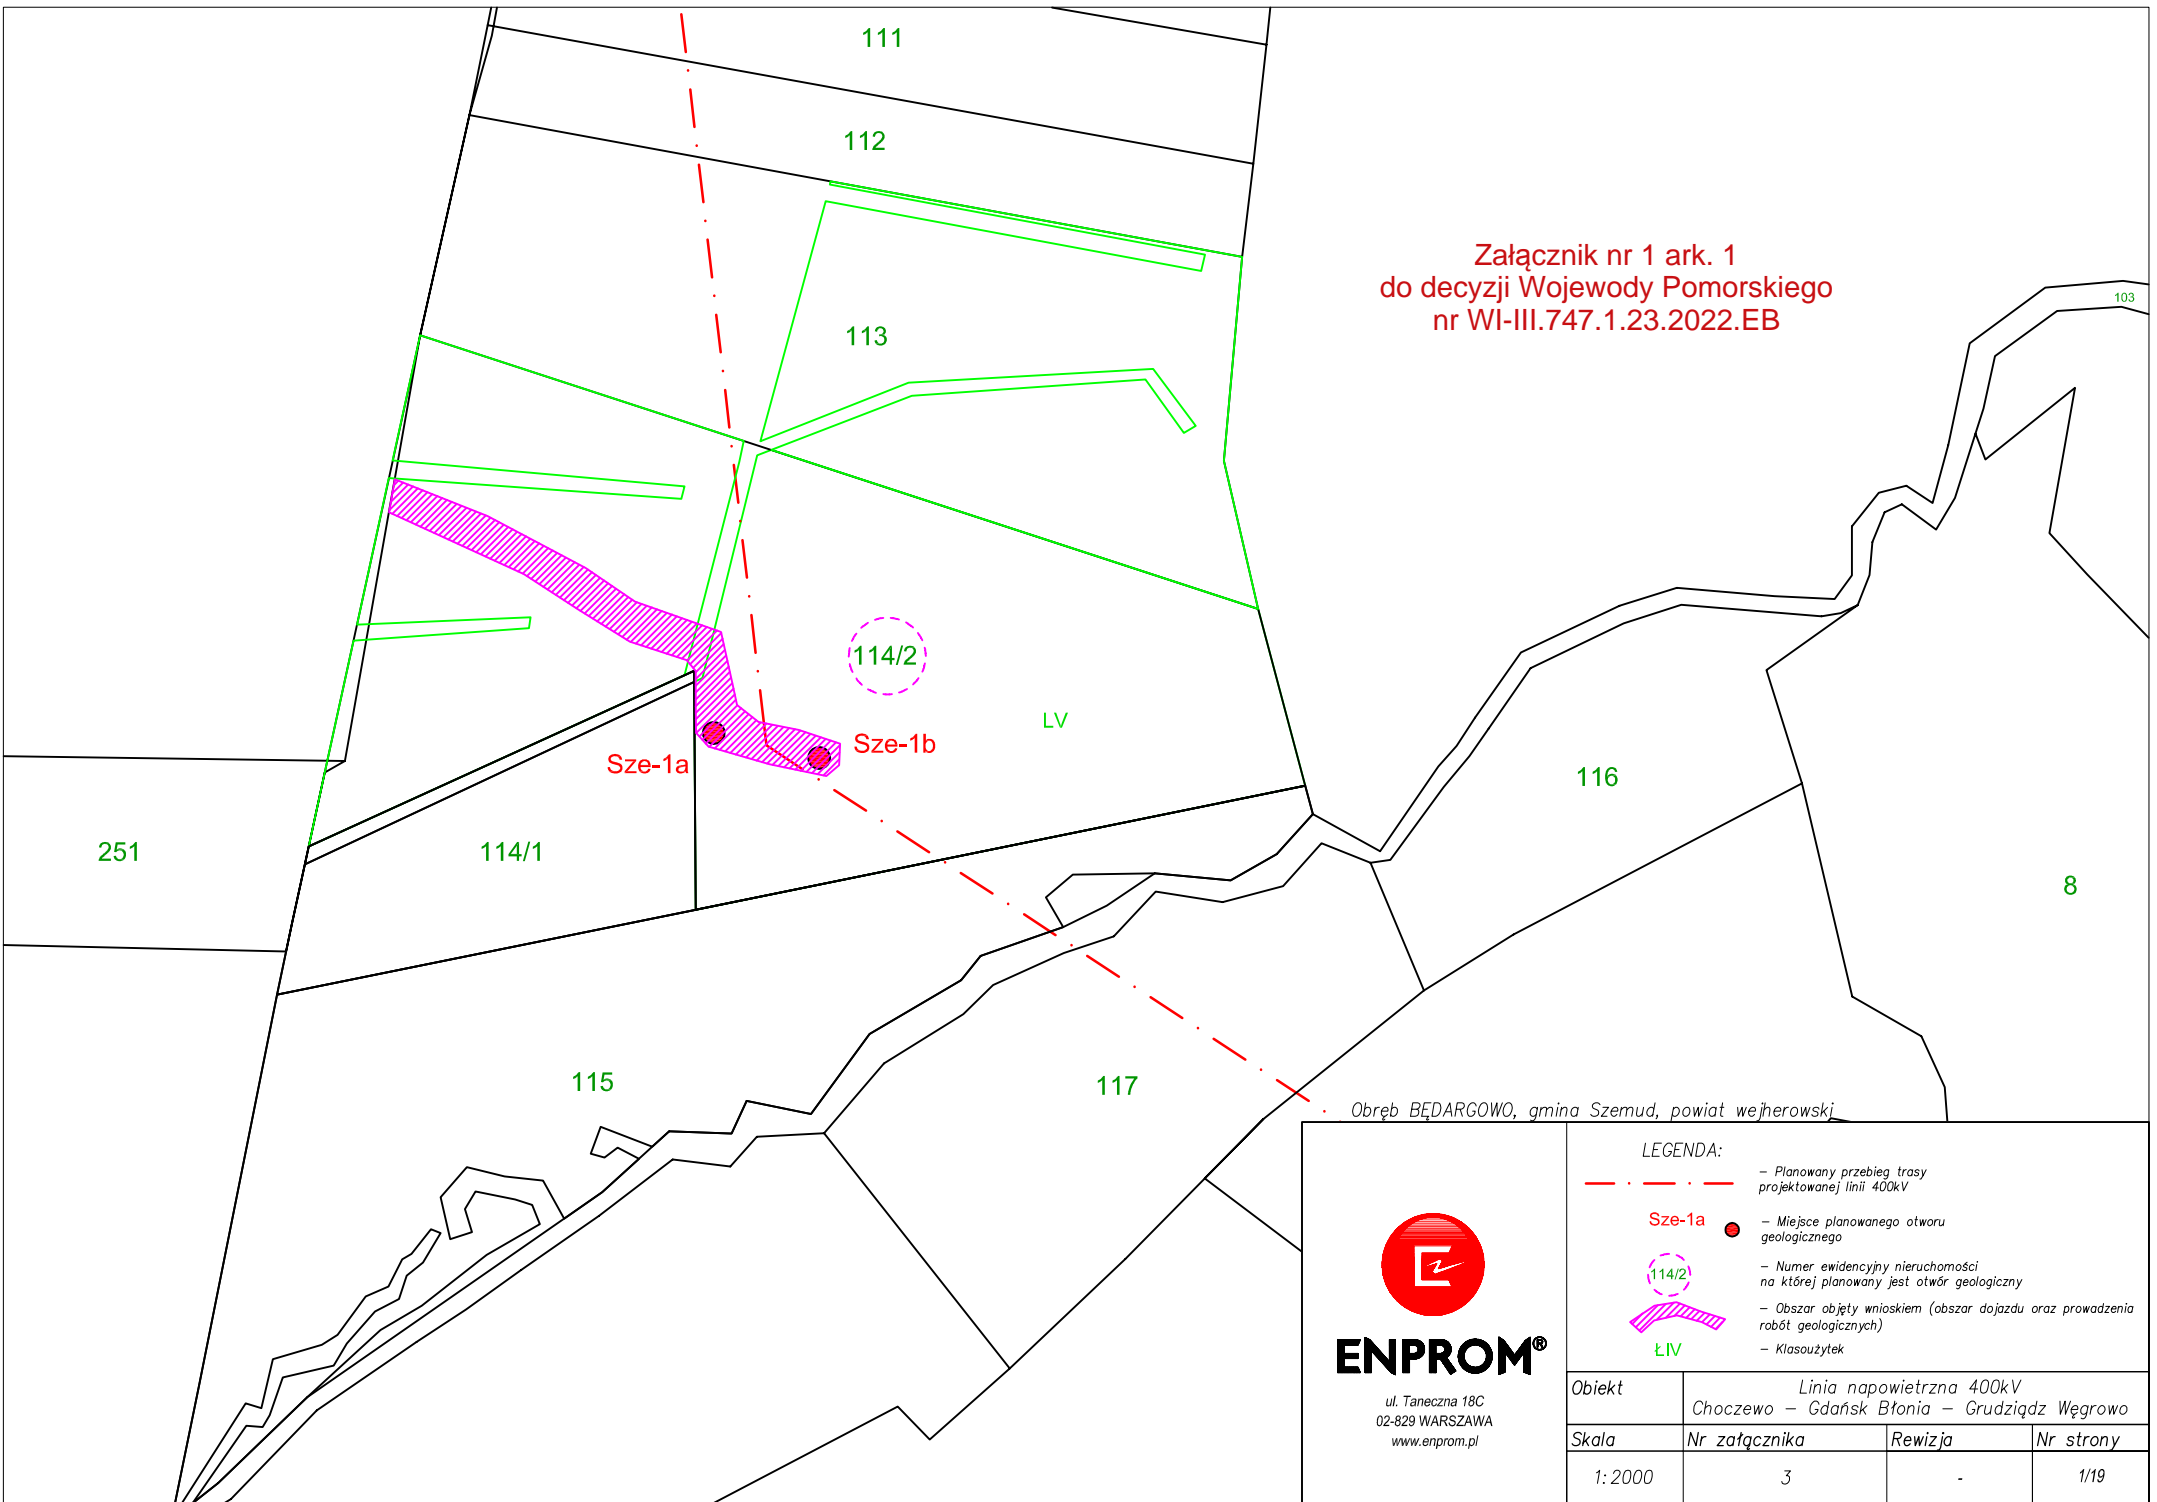 111
112
Załącznik nr 1 ark. 1
do decyzji Wojewody Pomorskiego
nr WI-III.747.1.23.2022.EB
103
113
114/2
LV
Sze-1b
Sze-1a
116
251
114/1
8
115
117
Obręb BĘDARGOWO, gmina Szemud, powiat wejherowski
LEGENDA:
– Planowany przebieg trasy
projektowanej linii 400kV
Sze-1a
– Miejsce planowanego otworu
geologicznego
114/2
– Numer ewidencyjny nieruchomości
na której planowany jest otwór geologiczny
– Obszar objęty wnioskiem (obszar dojazdu oraz prowadzenia
robót geologicznych)
ŁIV
– Klasoużytek
ENPROM®
ul. Taneczna 18C
02-829 WARSZAWA
www.enprom.pl
Obiekt
Linia napowietrzna 400kV
Choczewo – Gdańsk Błonia – Grudziądz Węgrowo
Skala
Nr załącznika
Rewizja
Nr strony
1:2000
3
-
1/19